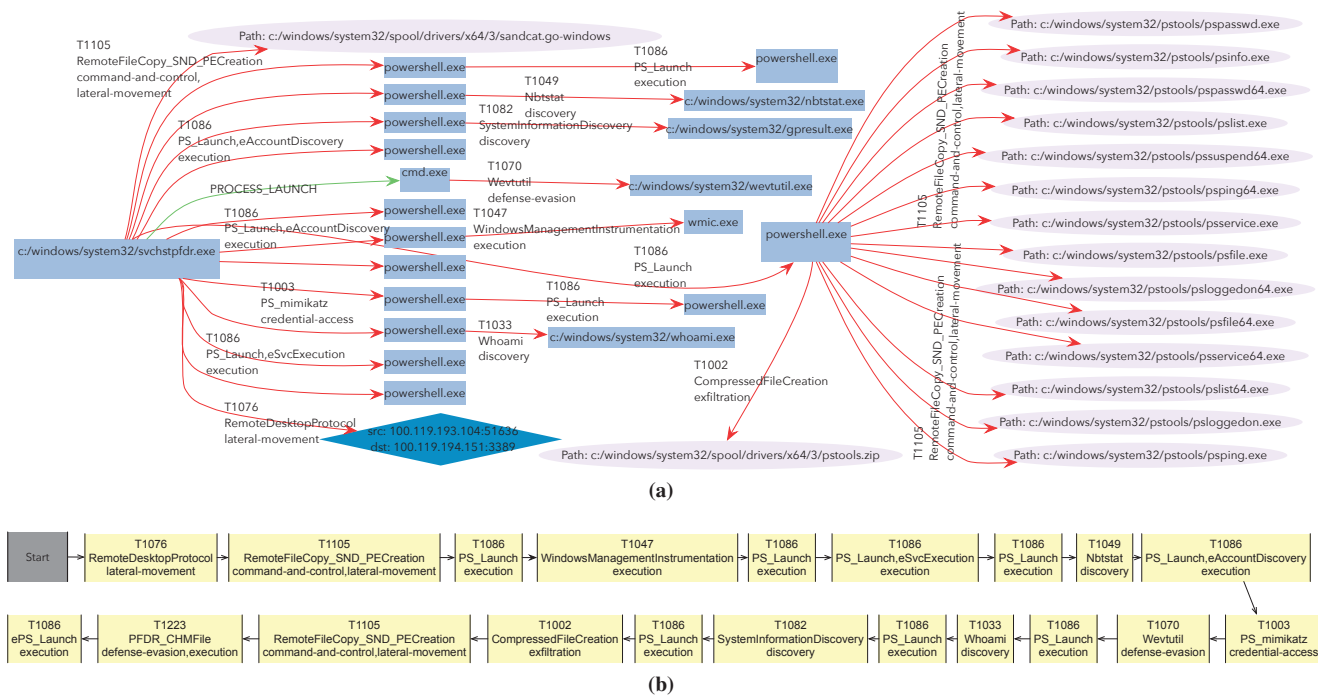 Path: c:/windows/system32/spool/drivers/x64/3/sandcat.go-windows
T1105
RemoteFileCopy_SND_PECreation
command-and-control,
lateral-movement
powershell.exe
T1086
PS_Launch
execution
powershell.exe
powershell.exe
T1049
Nbtstat
discovery
c:/windows/system32/nbtstat.exe
powershell.exe
T1082
SystemInformationDiscovery
discovery
c:/windows/system32/gpresult.exe
T1086
PS_Launch,eAccountDiscovery
execution
powershell.exe
PROCESS_LAUNCH
cmd.exe
T1070
Wevtutil
defense-evasion
c:/windows/system32/wevtutil.exe
T1086
PS_Launch,eAccountDiscovery
execution
powershell.exe
powershell.exe
T1047
WindowsManagementInstrumentation
execution
wmic.exe
c:/windows/system32/svchstpfdr.exe
powershell.exe
T1086
PS_Launch
execution
powershell.exe
T1003
PS_mimikatz
credential-access
powershell.exe
T1086
PS_Launch
execution
powershell.exe
powershell.exe
T1033
Whoami
discovery
c:/windows/system32/whoami.exe
T1086
PS_Launch,eSvcExecution
execution
powershell.exe
powershell.exe
T1076
RemoteDesktopProtocol
lateral-movement
src: 100.119.193.104:51636
dst: 100.119.194.151:3389
T1002
CompressedFileCreation
exfiltration
Path: c:/windows/system32/spool/drivers/x64/3/pstools.zip
T1105
RemoteFileCopy_SND_PECreation
command-and-control,lateral-movement
T1105
RemoteFileCopy_SND_PECreation
command-and-control,lateral-movement
Path: c:/windows/system32/pstools/pspasswd.exe
Path: c:/windows/system32/pstools/psinfo.exe
Path: c:/windows/system32/pstools/pspasswd64.exe
Path: c:/windows/system32/pstools/pslist.exe
Path: c:/windows/system32/pstools/pssuspend64.exe
Path: c:/windows/system32/pstools/psping64.exe
Path: c:/windows/system32/pstools/psservice.exe
Path: c:/windows/system32/pstools/psfile.exe
Path: c:/windows/system32/pstools/psloggedon64.exe
Path: c:/windows/system32/pstools/psfile64.exe
Path: c:/windows/system32/pstools/psservice64.exe
Path: c:/windows/system32/pstools/pslist64.exe
Path: c:/windows/system32/pstools/psloggedon.exe
Path: c:/windows/system32/pstools/psping.exe
(a)
Start
T1076
RemoteDesktopProtocol
lateral-movement
T1105
RemoteFileCopy_SND_PECreation
command-and-control,lateral-movement
T1086
PS_Launch
execution
T1047
WindowsManagementInstrumentation
execution
T1086
PS_Launch
execution
T1086
PS_Launch,eSvcExecution
execution
T1086
PS_Launch
execution
T1049
Nbtstat
discovery
T1086
PS_Launch,eAccountDiscovery
execution
T1086
ePS_Launch
execution
T1223
PFDR_CHMFile
defense-evasion,execution
T1105
RemoteFileCopy_SND_PECreation
command-and-control,lateral-movement
T1002
CompressedFileCreation
exfiltration
T1086
PS_Launch
execution
T1082
SystemInformationDiscovery
discovery
T1086
PS_Launch
execution
T1033
Whoami
discovery
T1086
PS_Launch
execution
T1070
Wevtutil
defense-evasion
T1003
PS_mimikatz
credential-access
(b)